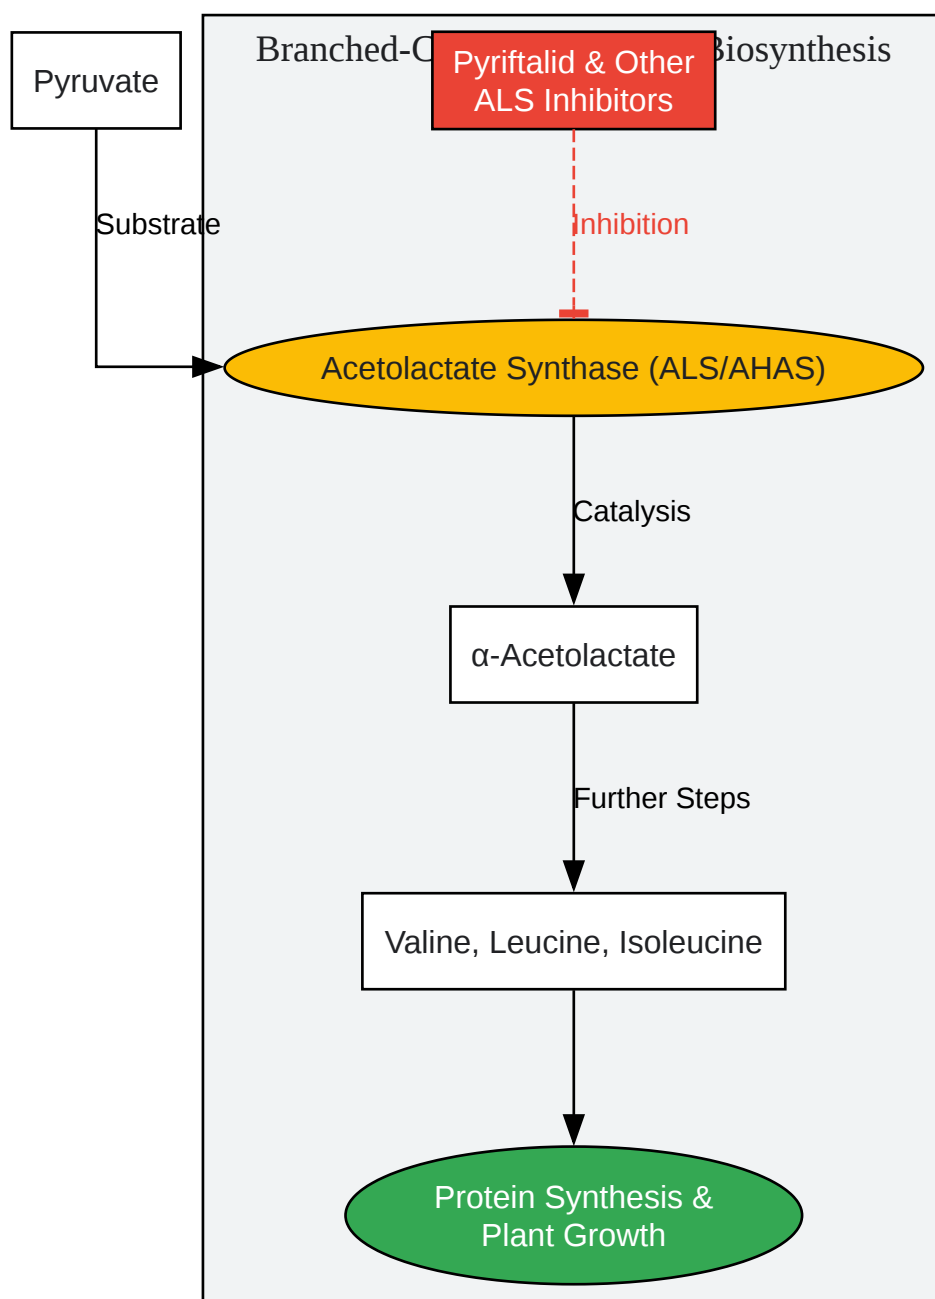 Pyruvate
Branched-C Biosynthesis
Pyriftalid & Other
ALS Inhibitors
Substrate
Inhibition
Acetolactate Synthase (ALS/AHAS)
Catalysis
α-Acetolactate
Further Steps
Valine, Leucine, Isoleucine
Protein Synthesis &
Plant Growth